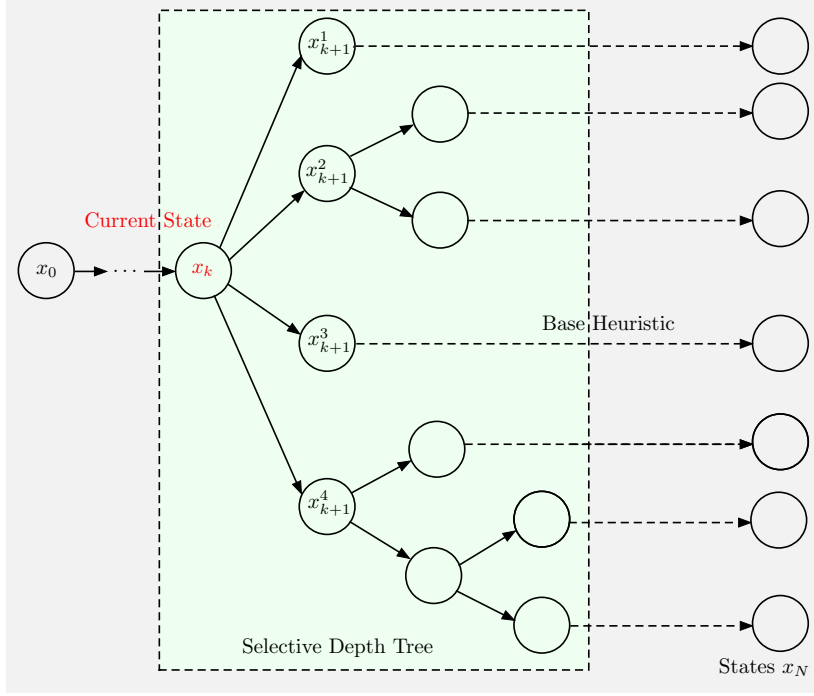 x_{k+1}^1
x_{k+1}^2
Current State
x_0
···
x_k
Base Heuristic
x_{k+1}^3
x_{k+1}^4
Selective Depth Tree
States x_N